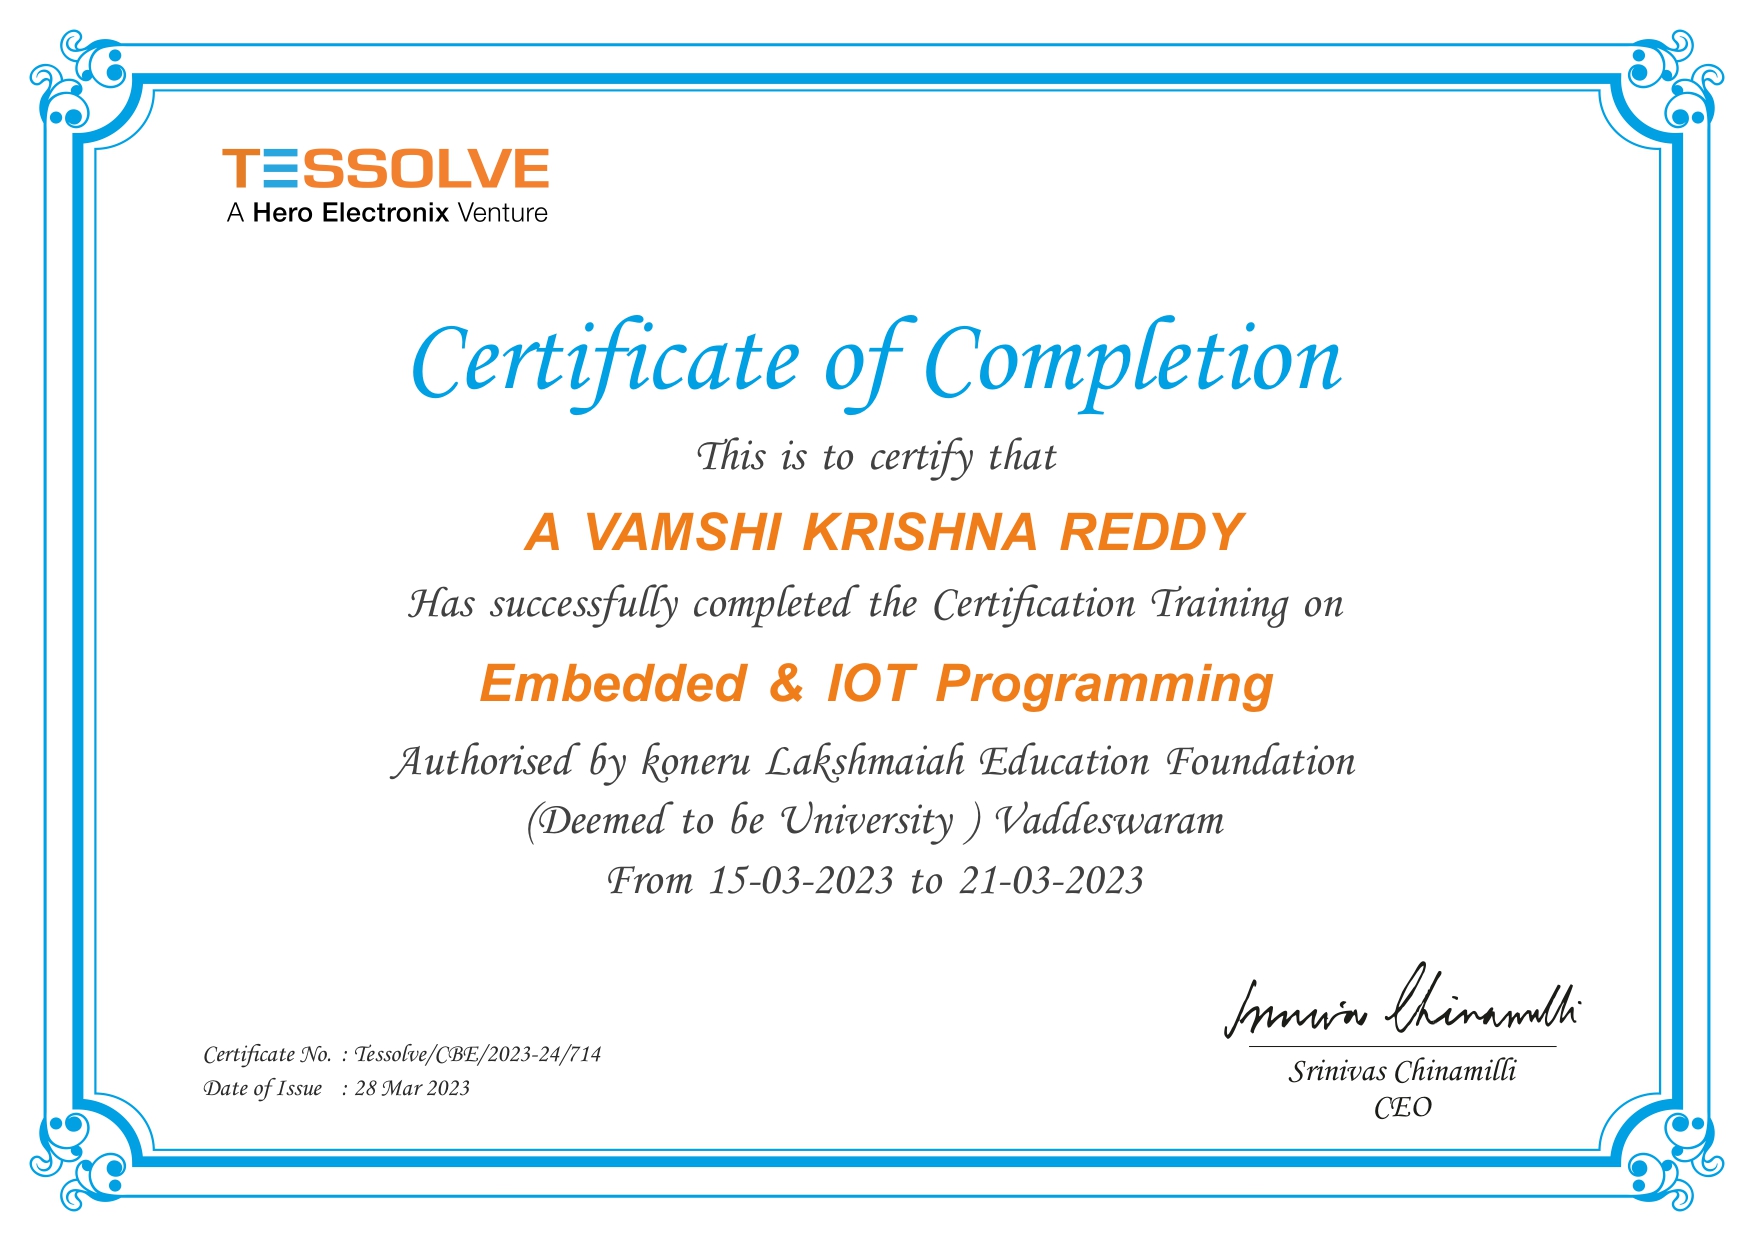 TESSOLVE
A Hero Electronix Venture
Certificate of Completion
This is to certify that
A VAMSHI KRISHNA REDDY
Has successfully completed the Certification Training on
Embedded & IOT Programming
Authorised by koneru Lakshmaiah Education Foundation
(Deemed to be University ) Vaddeswaram
From 15-03-2023 to 21-03-2023
Srinivas Chinamilli
Certificate No. : Tessolve/CBE/2023-24/714
Date of Issue : 28 Mar 2023
Srinivas Chinamilli
CEO